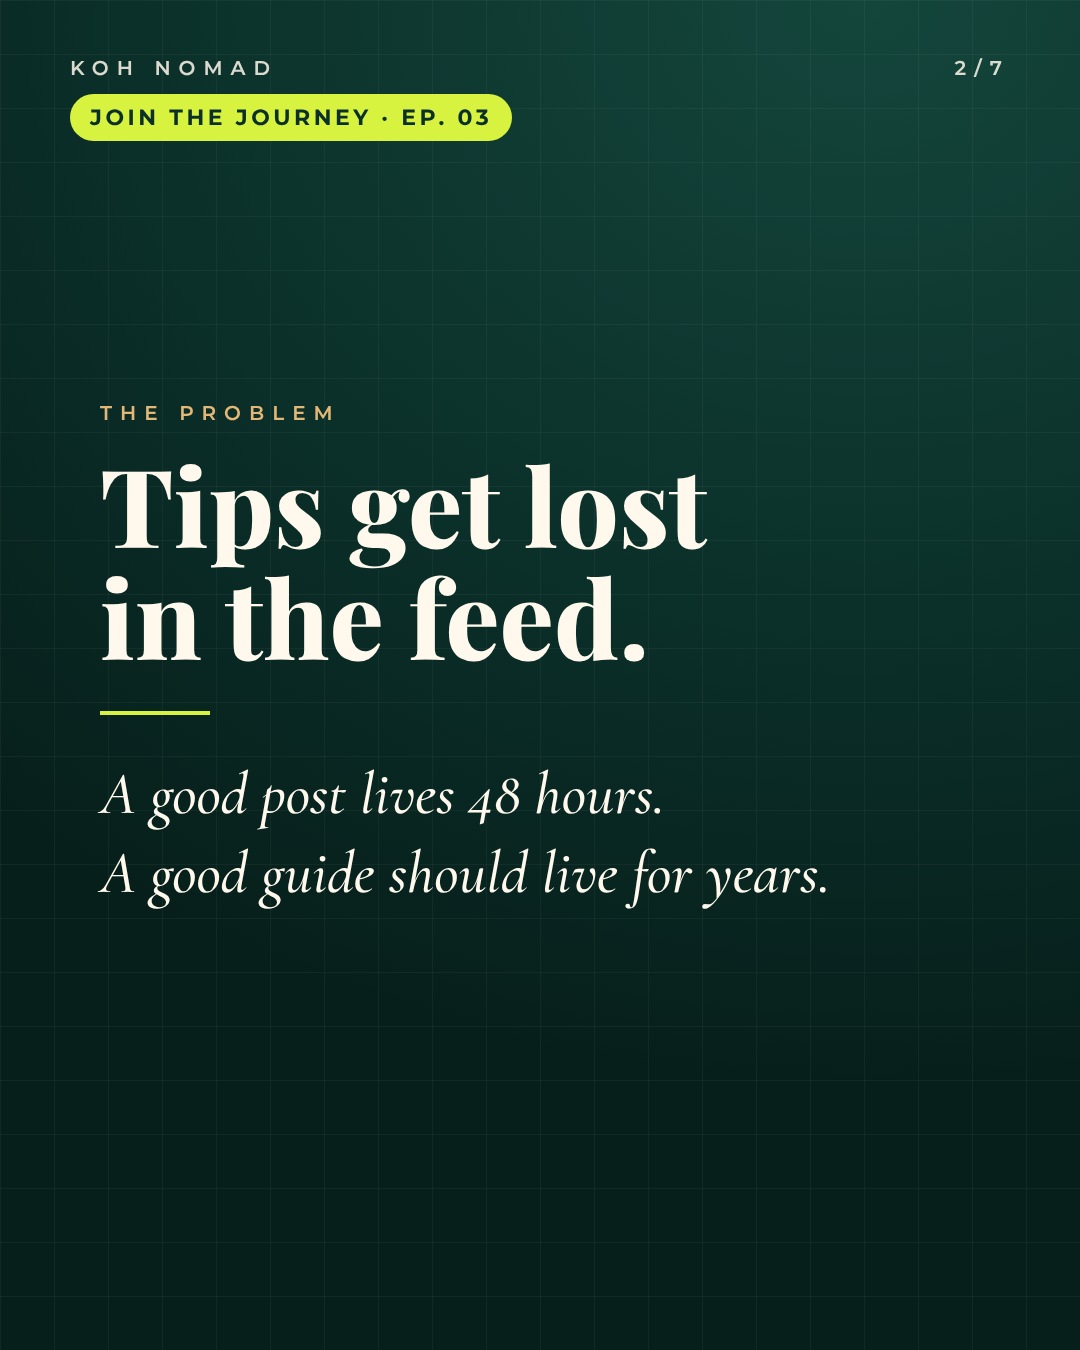 KOH NOMAD
2/7
JOIN THE JOURNEY · EP. 03
THE PROBLEM
Tips get lost
in the feed.
A good post lives 48 hours.
A good guide should live for years.